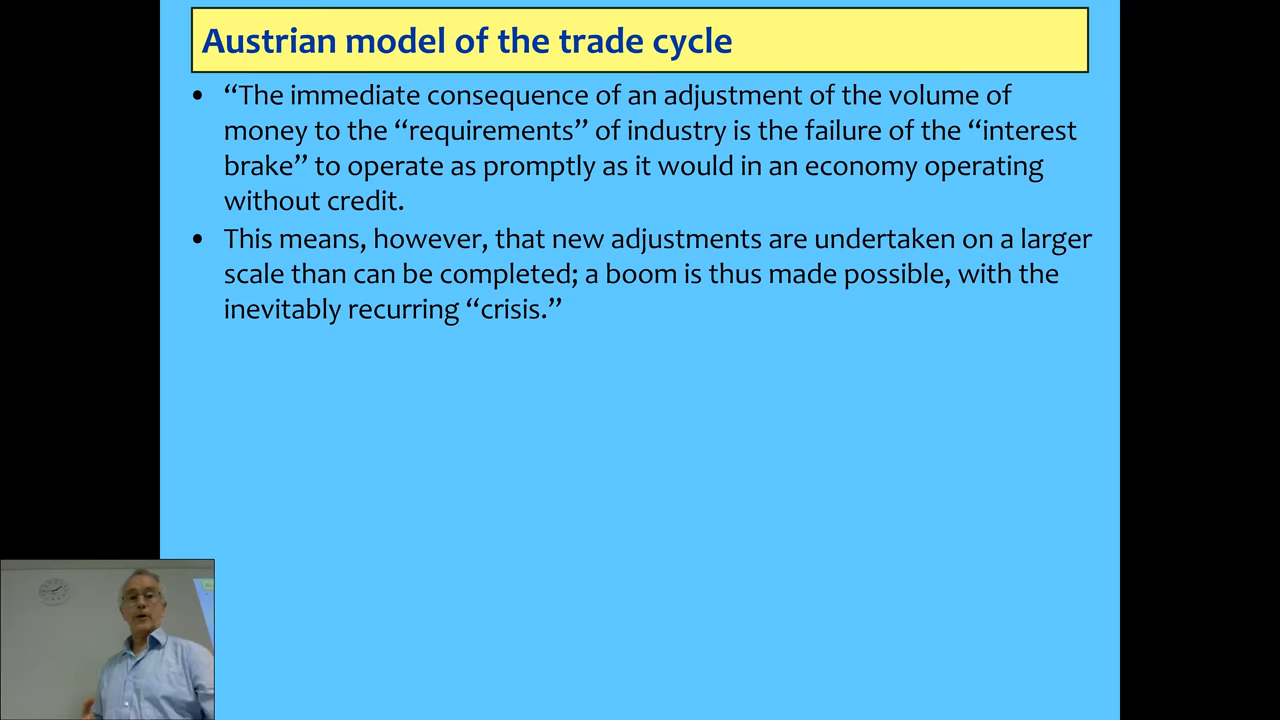 Austrian model of the trade cycle
• “The immediate consequence of an adjustment of the volume of
money to the “requirements” of industry is the failure of the “interest
brake” to operate as promptly as it would in an economy operating
without credit.
• This means, however, that new adjustments are undertaken on a larger
scale than can be completed; a boom is thus made possible, with the
inevitably recurring “crisis.”